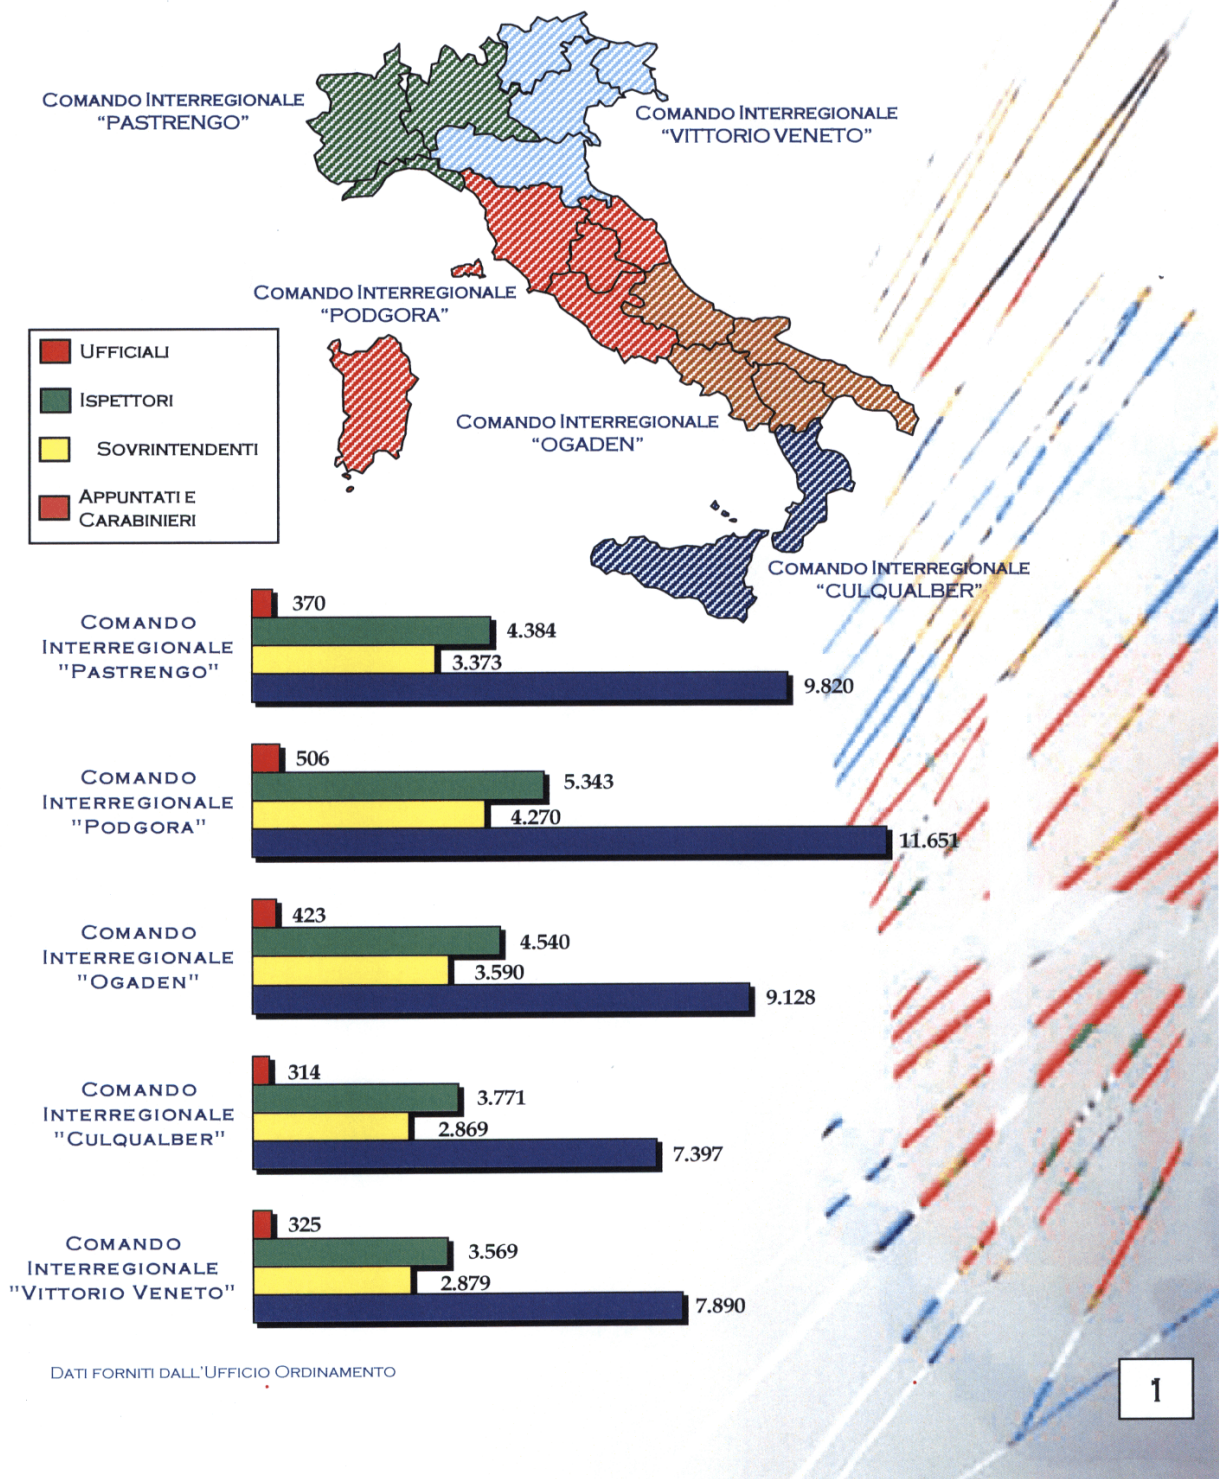 COMANDO INTERREGIONALE
"PASTRENGO"
COMANDO INTERREGIONALE
"VITTORIO VENETO"
COMANDO INTERREGIONALE
"PODGORA"
UFFICIALI
ISPETTORI
SOVRINTENDENTI
APPUNTATI E
CARABINIERI
COMANDO INTERREGIONALE
"OGADEN"
COMANDO INTERREGIONALE
"CULQUALBER"
COMANDO
INTERREGIONALE
"PASTRENGO"
370
4.384
3.373
9.820
COMANDO
INTERREGIONALE
"PODGORA"
506
5.343
4.270
11.651
COMANDO
INTERREGIONALE
"OGADEN"
423
4.540
3.590
9.128
COMANDO
INTERREGIONALE
"CULQUALBER"
314
3.771
2.869
7.397
COMANDO
INTERREGIONALE
"VITTORIO VENETO"
325
3.569
2.879
7.890
DATI FORNITI DALL'UFFICIO ORDINAMENTO
1